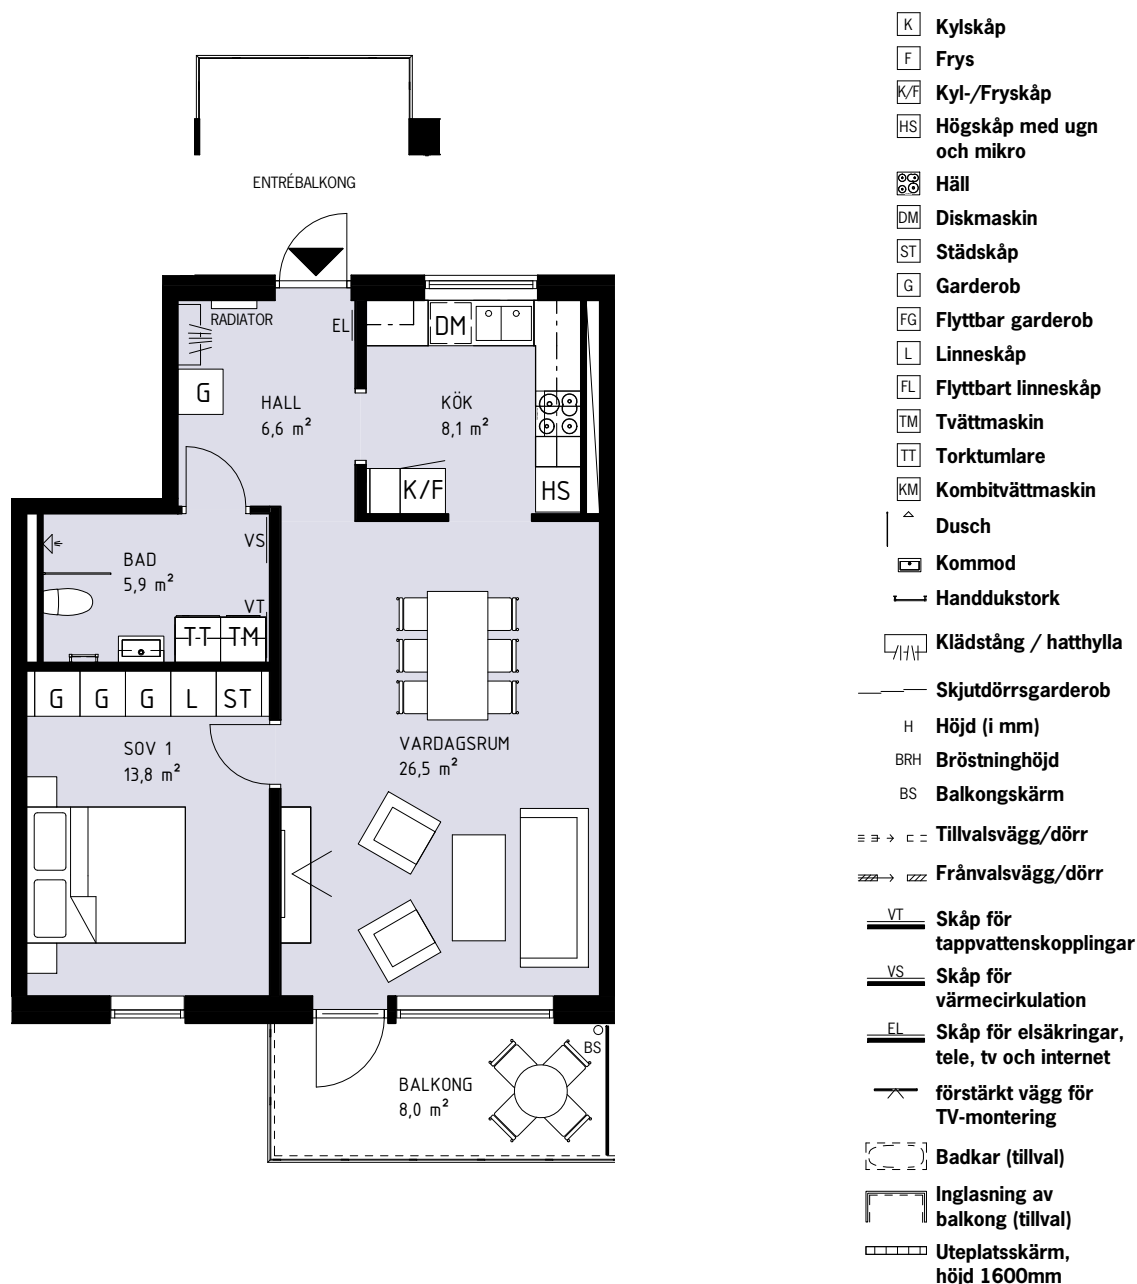 ENTRÉBALKONG
RADIATOR
EL
DM
G
HALL
6,6 m²
KÖK
8,1 m²
K/F
HS
BAD
5,9 m²
VS
VT
TT
TM
G
G
G
L
ST
SOV 1
13,8 m²
VARDAGSRUM
26,5 m²
BS
BALKONG
8,0 m²
K Kylskåp
F Frys
K/F Kyl-/Fryskåp
HS Högskåp med ugn
och mikro
Häll
DM Diskmaskin
ST Städskåp
G Garderob
FG Flyttbar garderob
L Linneskåp
FL Flyttbart linneskåp
TM Tvättmaskin
TT Torktumlare
KM Kombitvättmaskin
Dusch
Kommod
Handdukstork
Klädstång / hatthylla
Skjutdörrsgarderob
H Höjd (i mm)
BRH Bröstninghöjd
BS Balkongskärm
Tillvalsvägg/dörr
Frånvalsvägg/dörr
VT Skåp för
tappvattenskopplingar
VS Skåp för
värmecirkulation
EL Skåp för elsäkringar,
tele, tv och internet
förstärkt vägg för
TV-montering
Badkar (tillval)
Inglasning av
balkong (tillval)
Uteplatsskärm,
höjd 1600mm